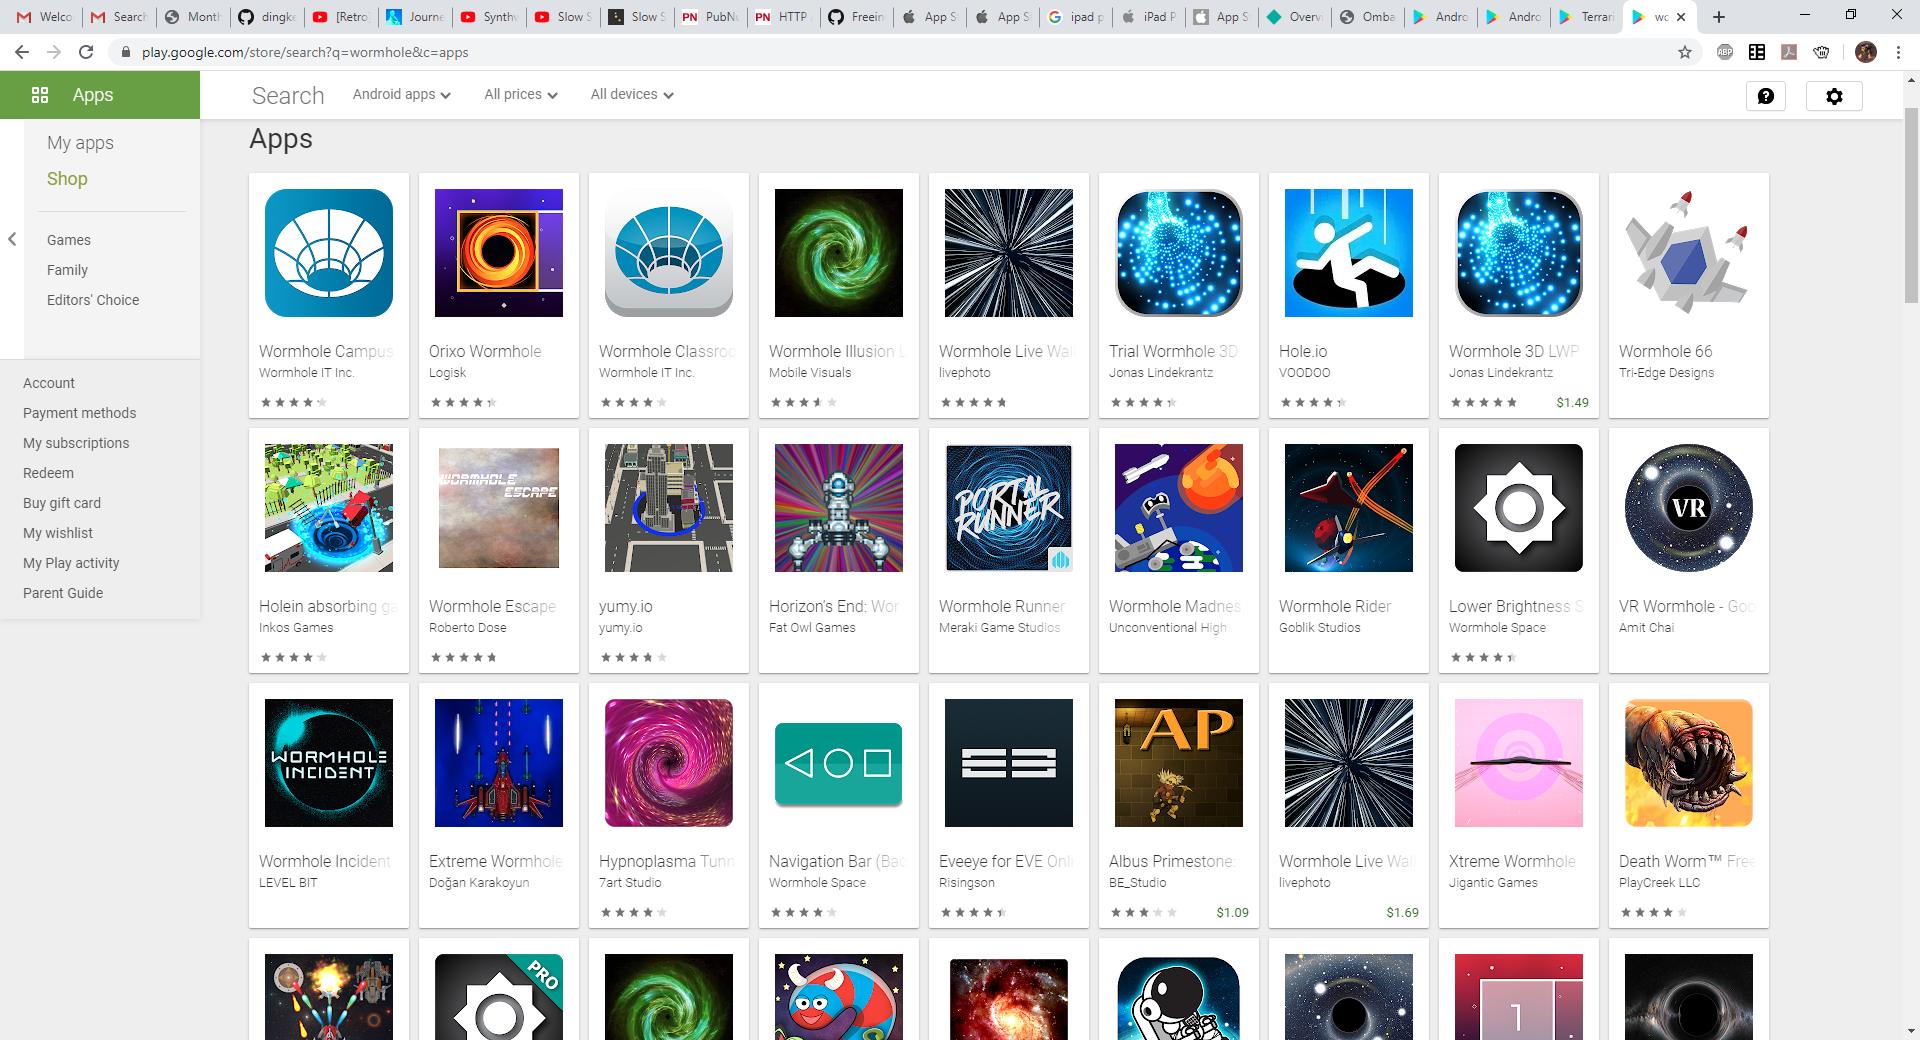 Welco
Search
Month
dingke
[Retro]
Journe
Synthw
Slow S
Slow S
PN PubNu
PN HTTP
Freein
App S
App S
ipad p
iPad P
App S
Overvi
Omba
Andro
Andro
Terrari
wo
play.google.com/store/search?q=wormhole&c=apps
ABP
Apps
Search Android apps All prices All devices
My apps
Shop
Games
Family
Editors' Choice
Account
Payment methods
My subscriptions
Redeem
Buy gift card
My wishlist
My Play activity
Parent Guide
Apps
Wormhole Campus
Wormhole IT Inc.
Orixo Wormhole
Logisk
Wormhole Classroo
Wormhole IT Inc.
Wormhole Illusion L
Mobile Visuals
Wormhole Live Wal
livephoto
Trial Wormhole 3D
Jonas Lindekrantz
Hole.io
VOODOO
Wormhole 3D LWP
Jonas Lindekrantz
$1.49
Wormhole 66
Tri-Edge Designs
Holein absorbing ga
Inkos Games
WORMHOLE
ESCAPE
Wormhole Escape
Roberto Dose
yumy.io
yumy.io
Horizon's End: Wor
Fat Owl Games
PORTAL
RUNNER
Wormhole Runner
Meraki Game Studios
Wormhole Madnes
Unconventional High
Wormhole Rider
Goblik Studios
Lower Brightness S
Wormhole Space
VR
VR Wormhole - Goo
Amit Chai
WORMHOLE
INCIDENT
Wormhole Incident
LEVEL BIT
Extreme Wormhole
Doğan Karakoyun
Hypnoplasma Tunn
7art Studio
Navigation Bar (Bac
Wormhole Space
Eveeye for EVE Onli
Risingson
AP
Albus Primestone:
BE_Studio
$1.09
Wormhole Live Wal
livephoto
$1.69
Xtreme Wormhole
Jigantic Games
Death Worm™ Free
PlayCreek LLC
PRO
1